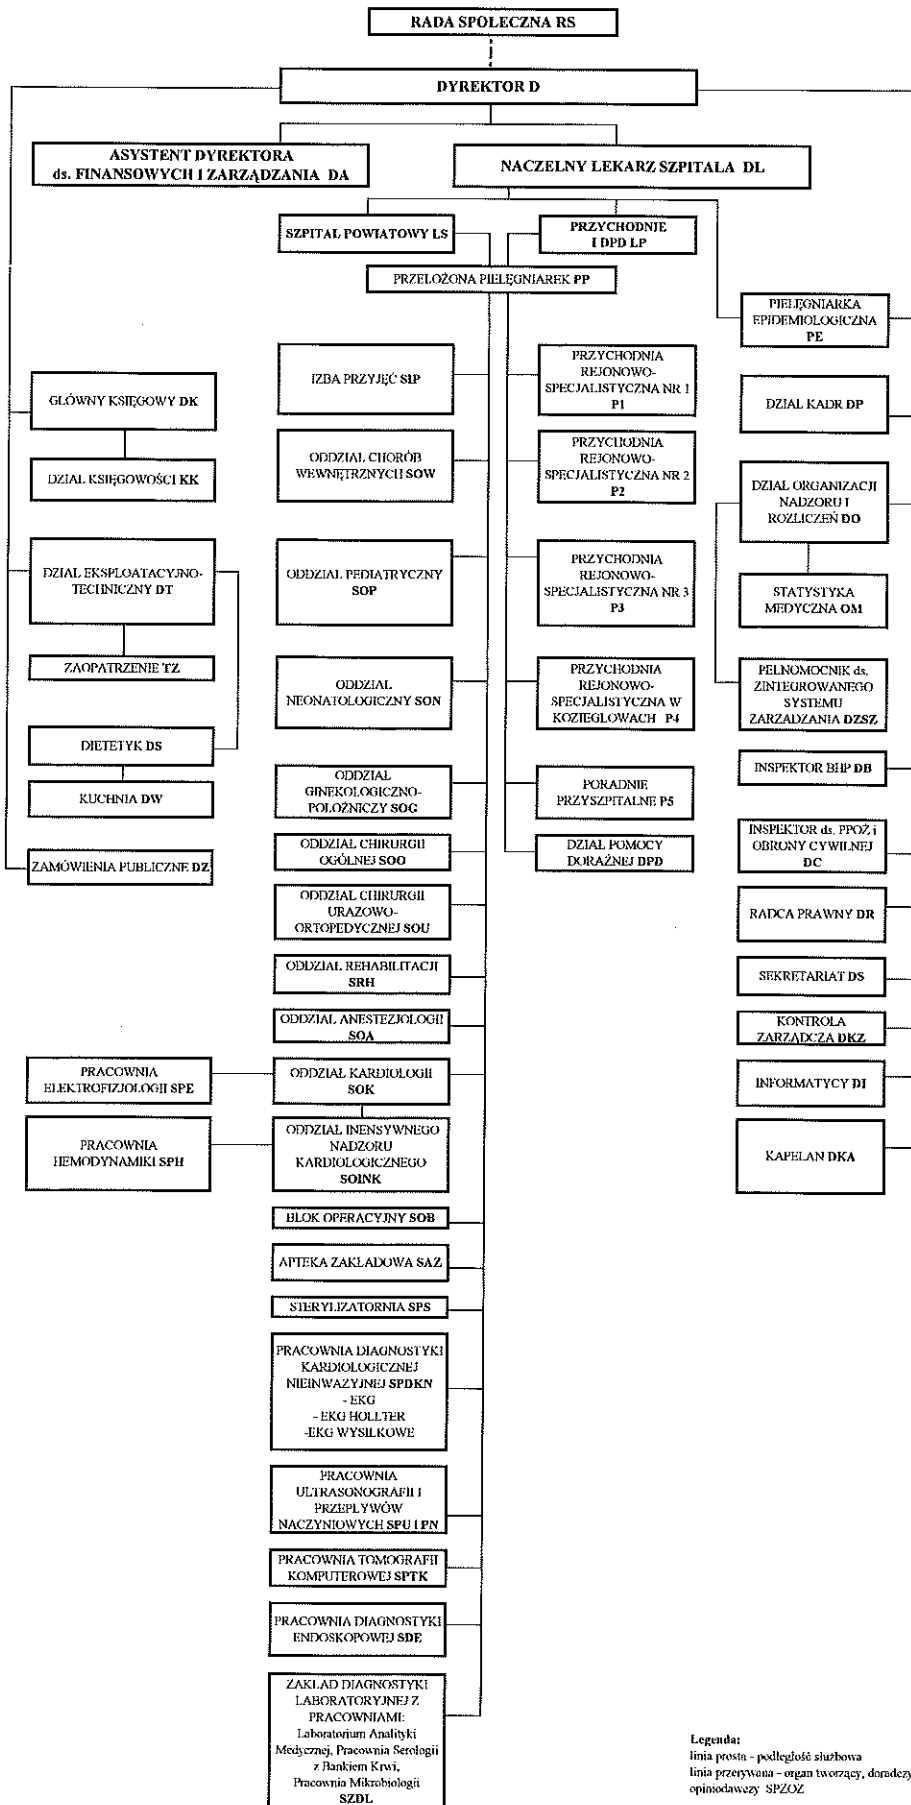 RADA SPOŁECZNA RS
DYREKTOR D
ASYSTENT DYREKTORA
ds. FINANSOWYCH I ZARZĄDZANIA DA
NACZELNY LEKARZ SZPITALA DL
SZPITAL POWIATOWY LS
PRZYCHODNIE
I DPD LP
PRZEŁOŻONA PIELĘGNIAREK PP
GŁÓWNY KSIĘGOWY DK
DZIAŁ KSIĘGOWOŚCI KK
DZIAŁ EKSPLOATACYJNO-
TECHNICZNY DT
ZAOPATRZENIE TZ
DIETETYK DS
KUCHNIA DW
ZAMÓWIENIA PUBLICZNE DZ
PRACOWNIA
ELEKTROFIZJOLOGII SPE
PRACOWNIA
HEMODYNAMIKI SPH
IZBA PRZYJĘĆ SIP
ODDZIAŁ CHORÓB
WEWNĘTRZNYCH SOW
ODDZIAŁ PEDIATRYCZNY
SOP
ODDZIAŁ
NEONATOLOGICZNY SON
ODDZIAŁ
GINEKOLOGICZNO-
POŁOŻNICZY SOG
ODDZIAŁ CHIRURGII
OGÓLNEJ SOO
ODDZIAŁ CHIRURGII
URAZOWO-
ORTOPEDYCZNEJ SOU
ODDZIAŁ REHABILITACJI
SRH
ODDZIAŁ ANESTEZJOLOGII
SOA
ODDZIAŁ KARDIOLOGII
SOK
ODDZIAŁ INENSYWNEGO
NADZORU
KARDIOLOGICZNEGO
SOINK
BLOK OPERACYJNY SOB
APTEKA ZAKŁADOWA SAZ
STERYLIZATORNIA SPS
PRACOWNIA DIAGNOSTYKI
KARDIOLOGICZNEJ
NIEINWAZYJNEJ SPDKN
- EKG
- EKG HOLLTER
-EKG WYSIŁKOWE
PRACOWNIA
ULTRASONOGRAFII I
PRZEPŁYWÓW
NACZYNIOWYCH SPU i PN
PRACOWNIA TOMOGRAFII
KOMPUTEROWEJ SPTK
PRACOWNIA DIAGNOSTYKI
ENDOSKOPOWEJ SDE
ZAKŁAD DIAGNOSTYKI
LABORATORYJNEJ Z
PRACOWNIAMI:
Laboratorium Analityki
Medycznej, Pracownia Serologii
z Bankiem Krwi,
Pracownia Mikrobiologii
SZDL
PRZYCHODNIA
REJONOWO-
SPECJALISTYCZNA NR 1
P1
PRZYCHODNIA
REJONOWO-
SPECJALISTYCZNA NR 2
P2
PRZYCHODNIA
REJONOWO-
SPECJALISTYCZNA NR 3
P3
PRZYCHODNIA
REJONOWO-
SPECJALISTYCZNA W
KOZIEGŁOWACH P4
PORADNIE
PRZYSZPITALNE P5
DZIAŁ POMOCY
DORAŹNEJ DPD
PIELĘGNIARKA
EPIDEMIOLOGICZNA
PE
DZIAŁ KADR DP
DZIAŁ ORGANIZACJI
NADZORU I
ROZLICZEŃ DO
STATYSTYKA
MEDYCZNA OM
PEŁNOMOCNIK ds.
ZINTEGROWANEGO
SYSTEMU
ZARZĄDZANIA DZSZ
INSPEKTOR BHP DB
INSPEKTOR ds. PPOŻ i
OBRONY CYWILNEJ
DC
RADCA PRAWNY DR
SEKRETARIAT DS
KONTROLA
ZARZĄDCZA DKZ
INFORMATYCY DI
KAPELAN DKA
Legenda:
linia prosta - podległość służbowa
linia przerywana - organ tworzący, doradczy
opiniodawczy SPZOZ